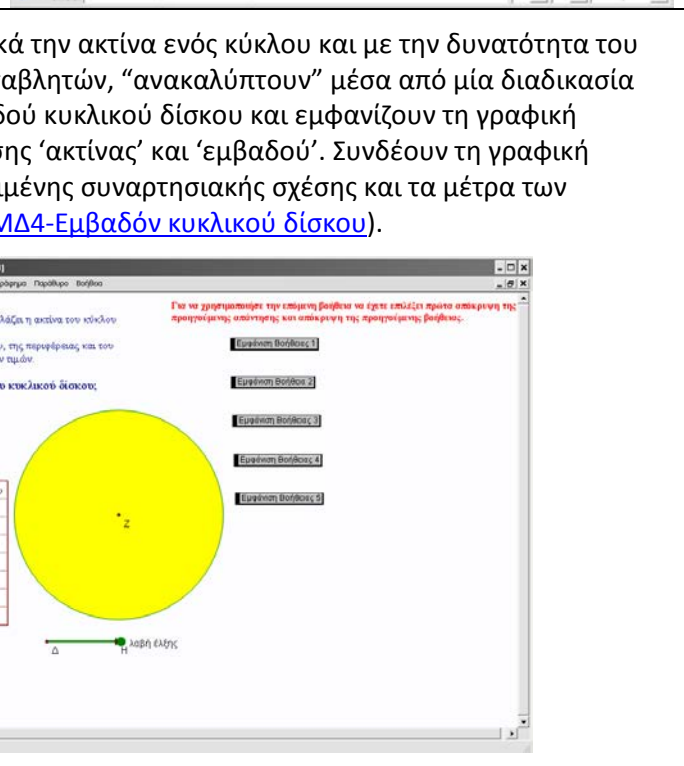 κά την ακτίνα ενός κύκλου και με την δυνατότητα του
αβλητών, “ανακαλύπτουν” μέσα από μία διαδικασία
δού κυκλικού δίσκου και εμφανίζουν τη γραφική
σης ‘ακτίνας’ και ‘εμβαδού’. Συνδέουν τη γραφική
ιμένης συναρτησιακής σχέσης και τα μέτρα των
ΜΔ4-Εμβαδόν κυκλικού δίσκου).
ράφημα Παράθυρο Βοήθεια
Για να χρησιμοποιήσε την επόμενη βοήθεια να έχετε επιλέξει πρώτα απόκρυψη της
προηγούμενης απάντησης και απόκρυψη της προηγούμενης βοήθειας.
λάζει η ακτίνα του κύκλου
υ, της περιφέρειας και του
ν τιμών.
υ κυκλικού δίσκου;
Εμφάνιση Βοήθειας 1
Εμφάνιση Βοήθεια 2
Εμφάνιση Βοήθειας 3
Εμφάνιση Βοήθειας 4
Εμφάνιση Βοήθειας 5
Z
Δ
Η
λαβή έλξης